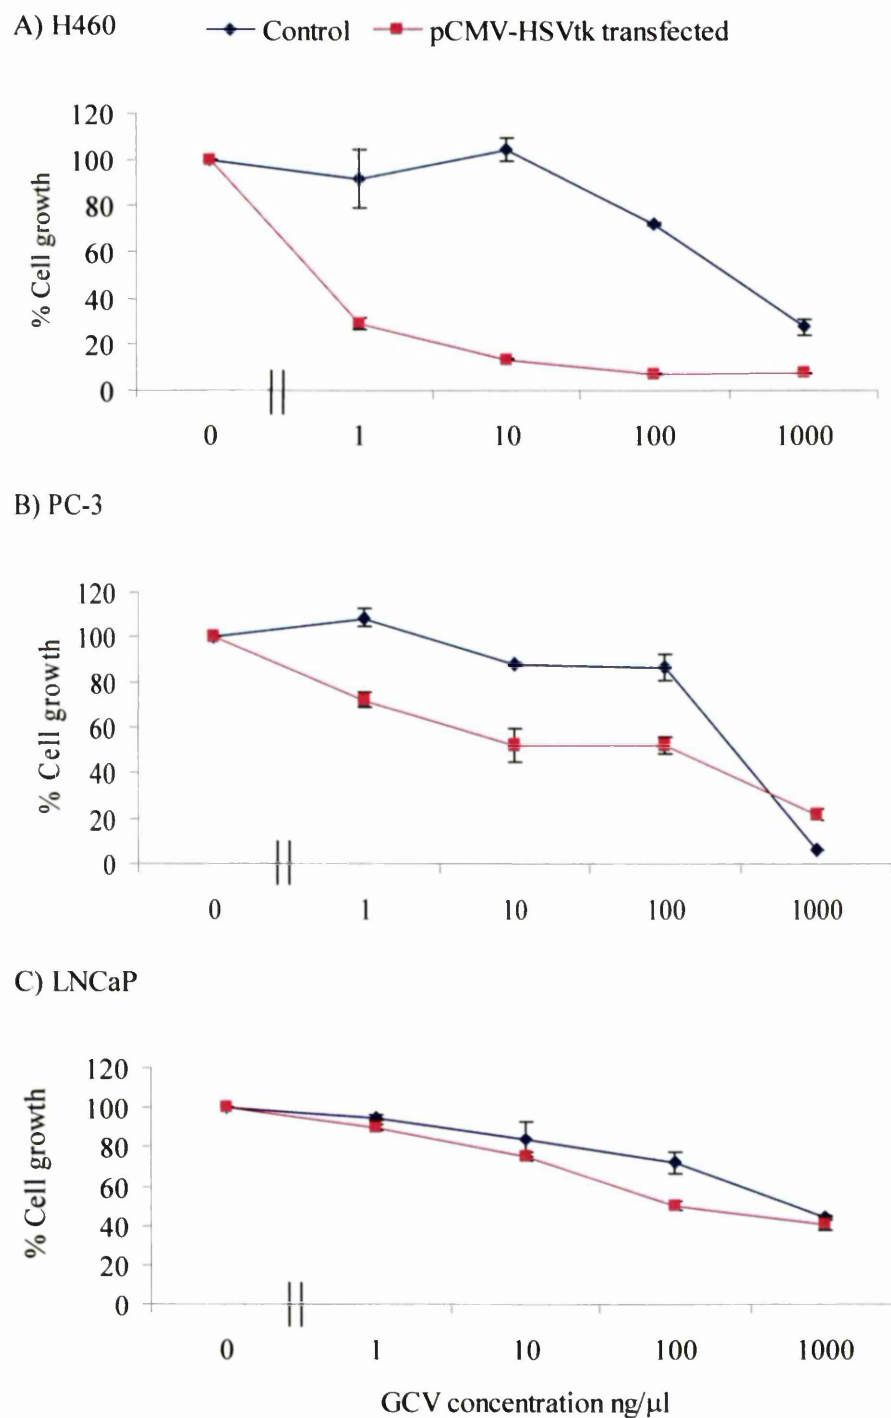 A) H460
Control pCMV-HSVtk transfected
120
100
80
60
40
20
0
% Cell growth
0 1 10 100 1000
B) PC-3
120
100
80
60
40
20
0
% Cell growth
0 1 10 100 1000
C) LNCaP
120
100
80
60
40
20
0
% Cell growth
0 1 10 100 1000
GCV concentration ng/μl